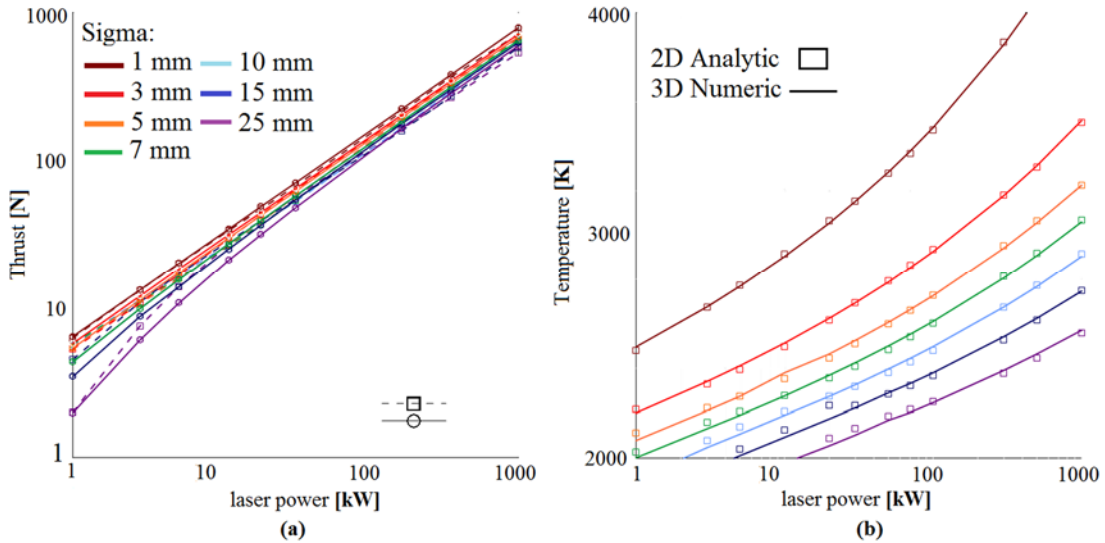 1000
100
10
1
Thrust [N]
Sigma:
1 mm
10 mm
3 mm
15 mm
5 mm
25 mm
7 mm
1
10
100
1000
laser power [kW]
(a)
4000
3000
2000
Temperature [K]
2D Analytic
3D Numeric
1
10
100
1000
laser power [kW]
(b)